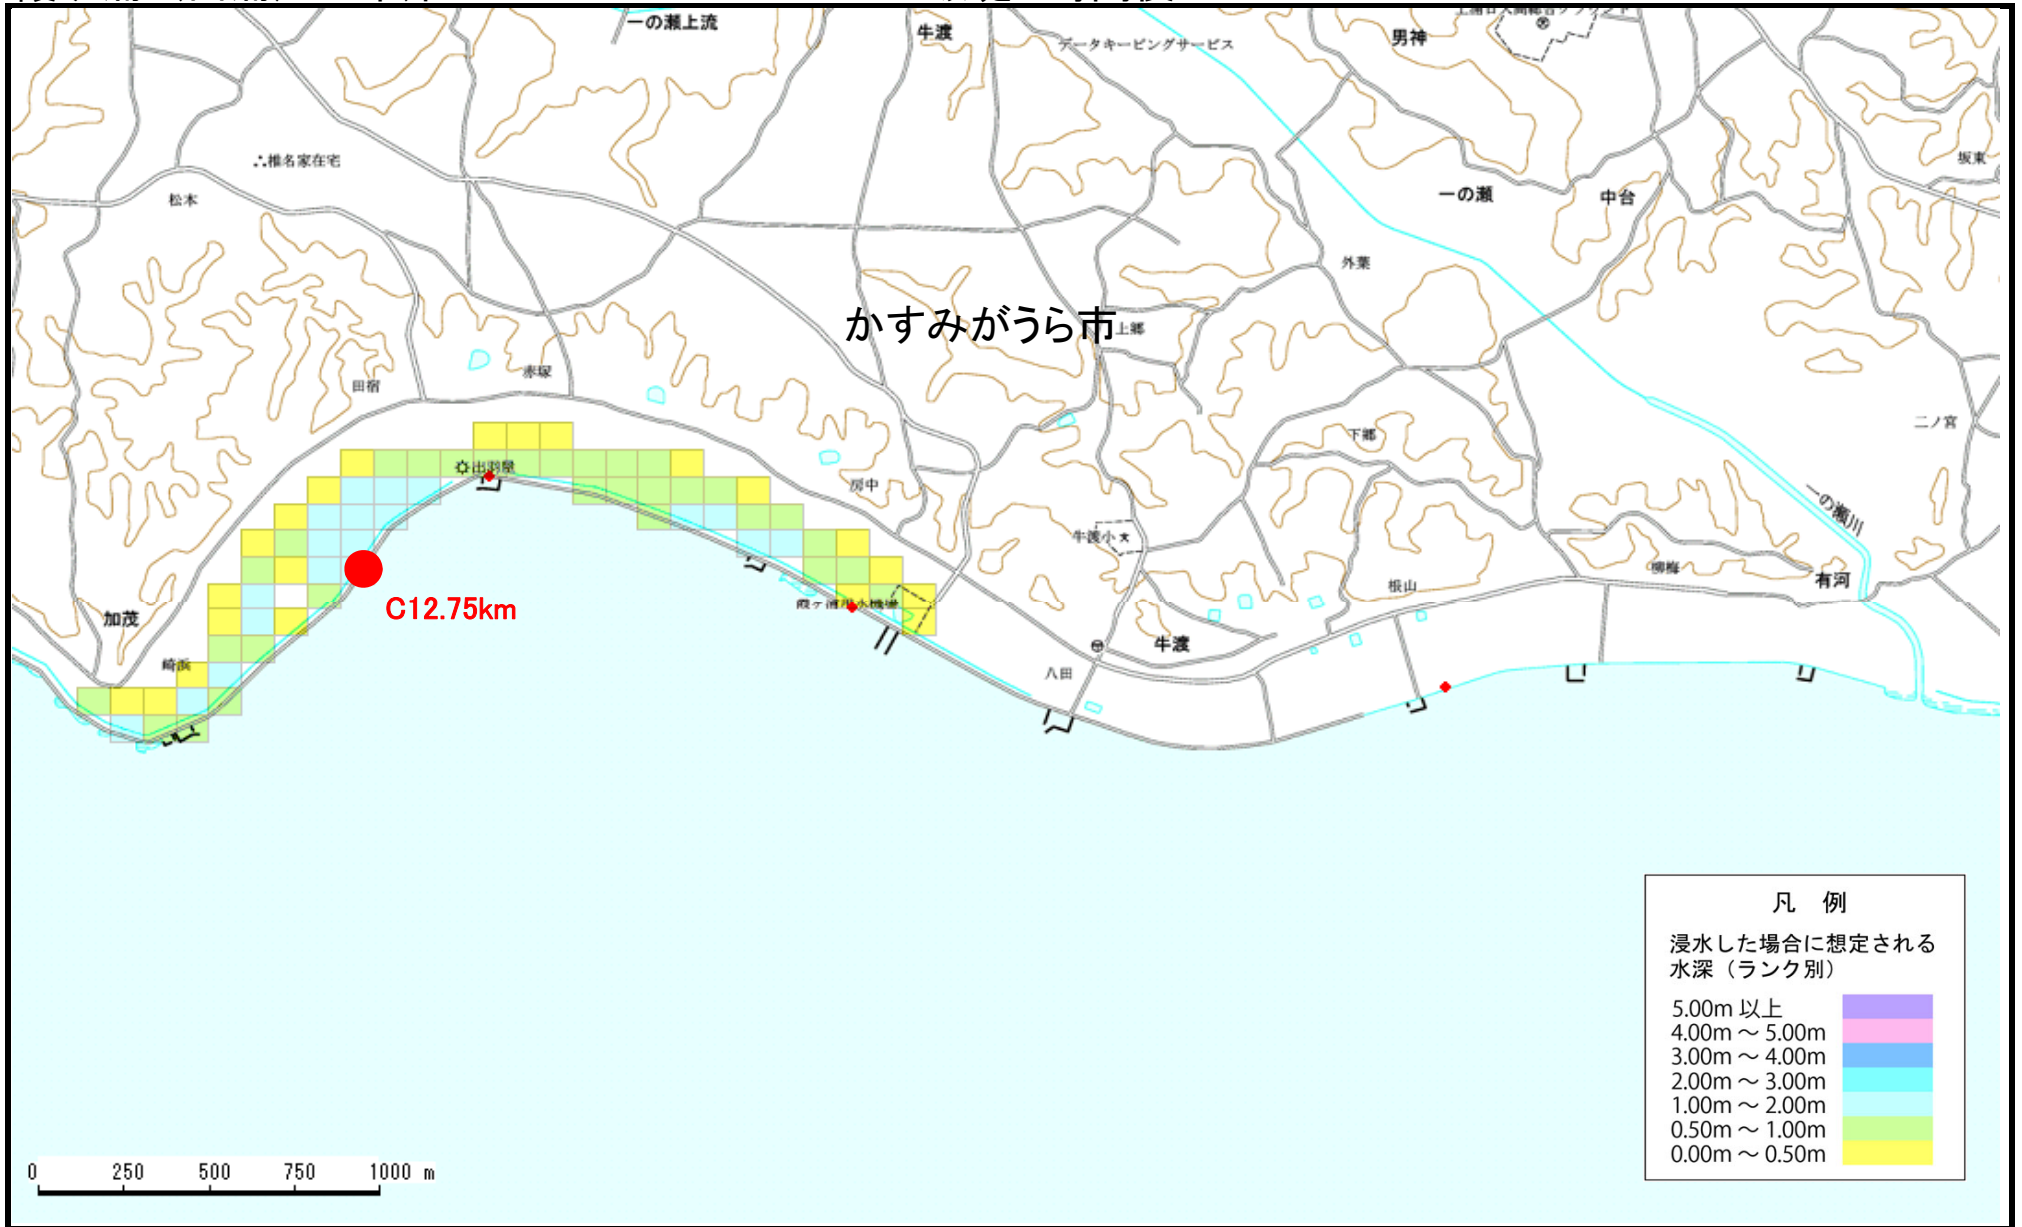 一の瀬上流
牛渡
データキーピングサービス
男神
椎名家在宅
坂東
松本
一の瀬
中台
外葉
かすみがうら市
上郷
赤塚
田宿
二ノ宮
下郷
出羽屋
房中
一の瀬川
牛渡小
柳梅
有河
根山
C12.75km
加茂
牛渡
崎浜
八田
凡 例
浸水した場合に想定される
水深（ランク別）
5.00m 以上
4.00m ～ 5.00m
3.00m ～ 4.00m
2.00m ～ 3.00m
1.00m ～ 2.00m
0.50m ～ 1.00m
0.00m ～ 0.50m
0 250 500 750 1000 m